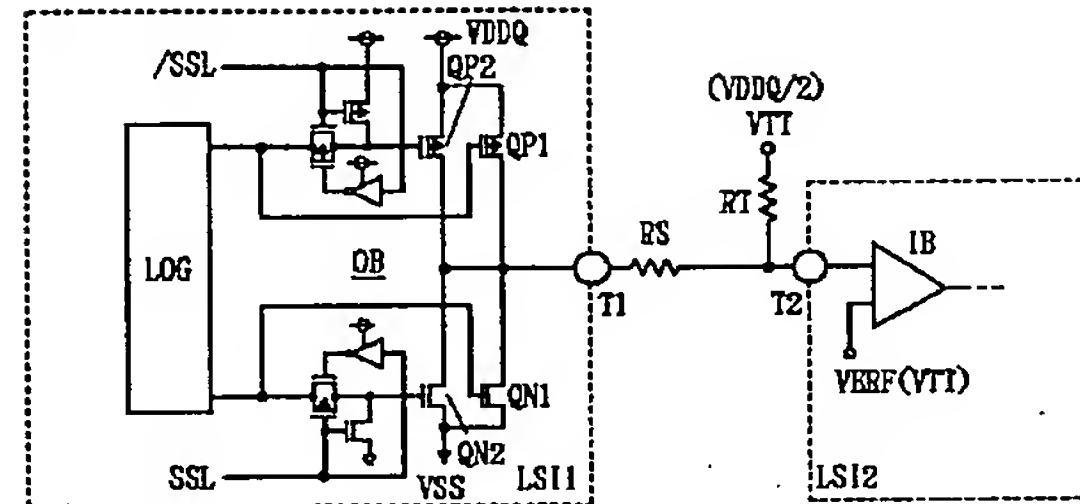 VDDQ
/SSL
QP2
(VDDQ/2)
VTT
QP1
RT
LOG
OB
RS
IB
T1
T2
VERF(VTT)
QN1
QN2
SSL
VSS
LSI1
LSI2